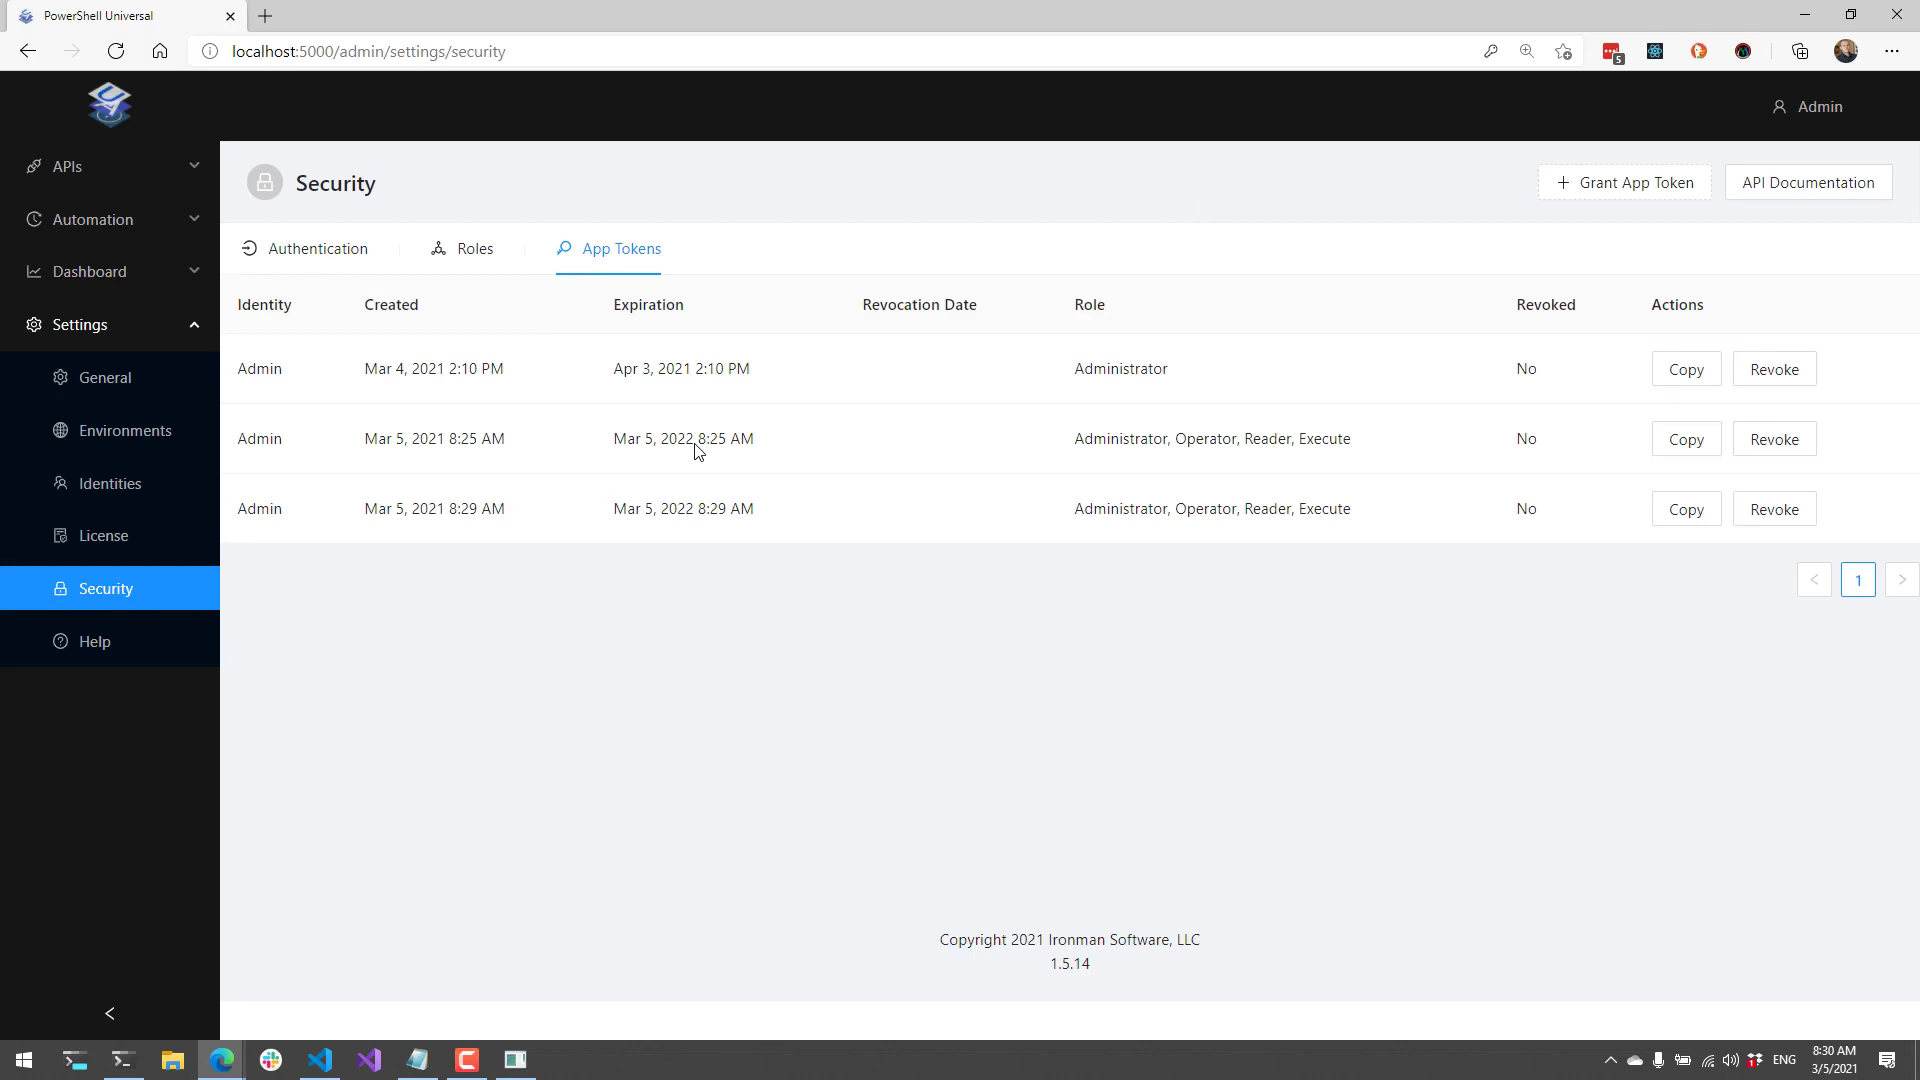 PowerShell Universal
localhost:5000/admin/settings/security
5
Admin
APIs
Automation
Dashboard
Settings
General
Environments
Identities
License
Security
Help
Security
Grant App Token
API Documentation
Authentication
Roles
App Tokens
Identity Created Expiration Revocation Date Role Revoked Actions
Admin Mar 4, 2021 2:10 PM Apr 3, 2021 2:10 PM Administrator No Copy Revoke
Admin Mar 5, 2021 8:25 AM Mar 5, 2022 8:25 AM Administrator, Operator, Reader, Execute No Copy Revoke
Admin Mar 5, 2021 8:29 AM Mar 5, 2022 8:29 AM Administrator, Operator, Reader, Execute No Copy Revoke
1
Copyright 2021 Ironman Software, LLC
1.5.14
ENG
8:30 AM
3/5/2021